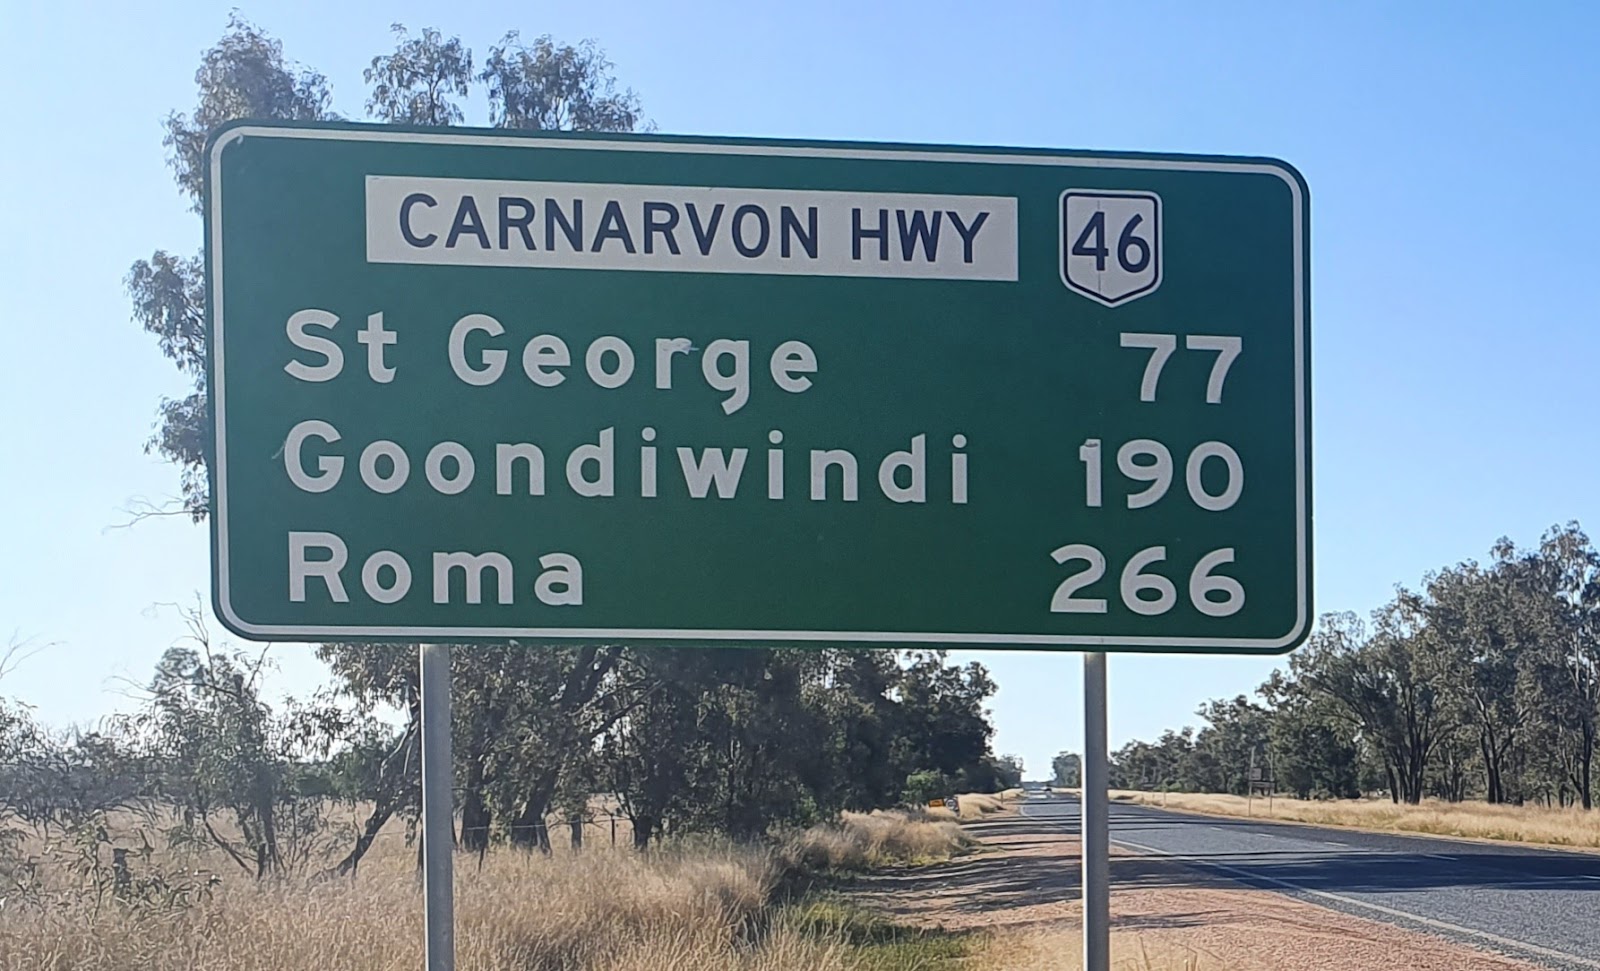 CARNARVON HWY 46
St George 77
Goondiwindi 190
Roma 266